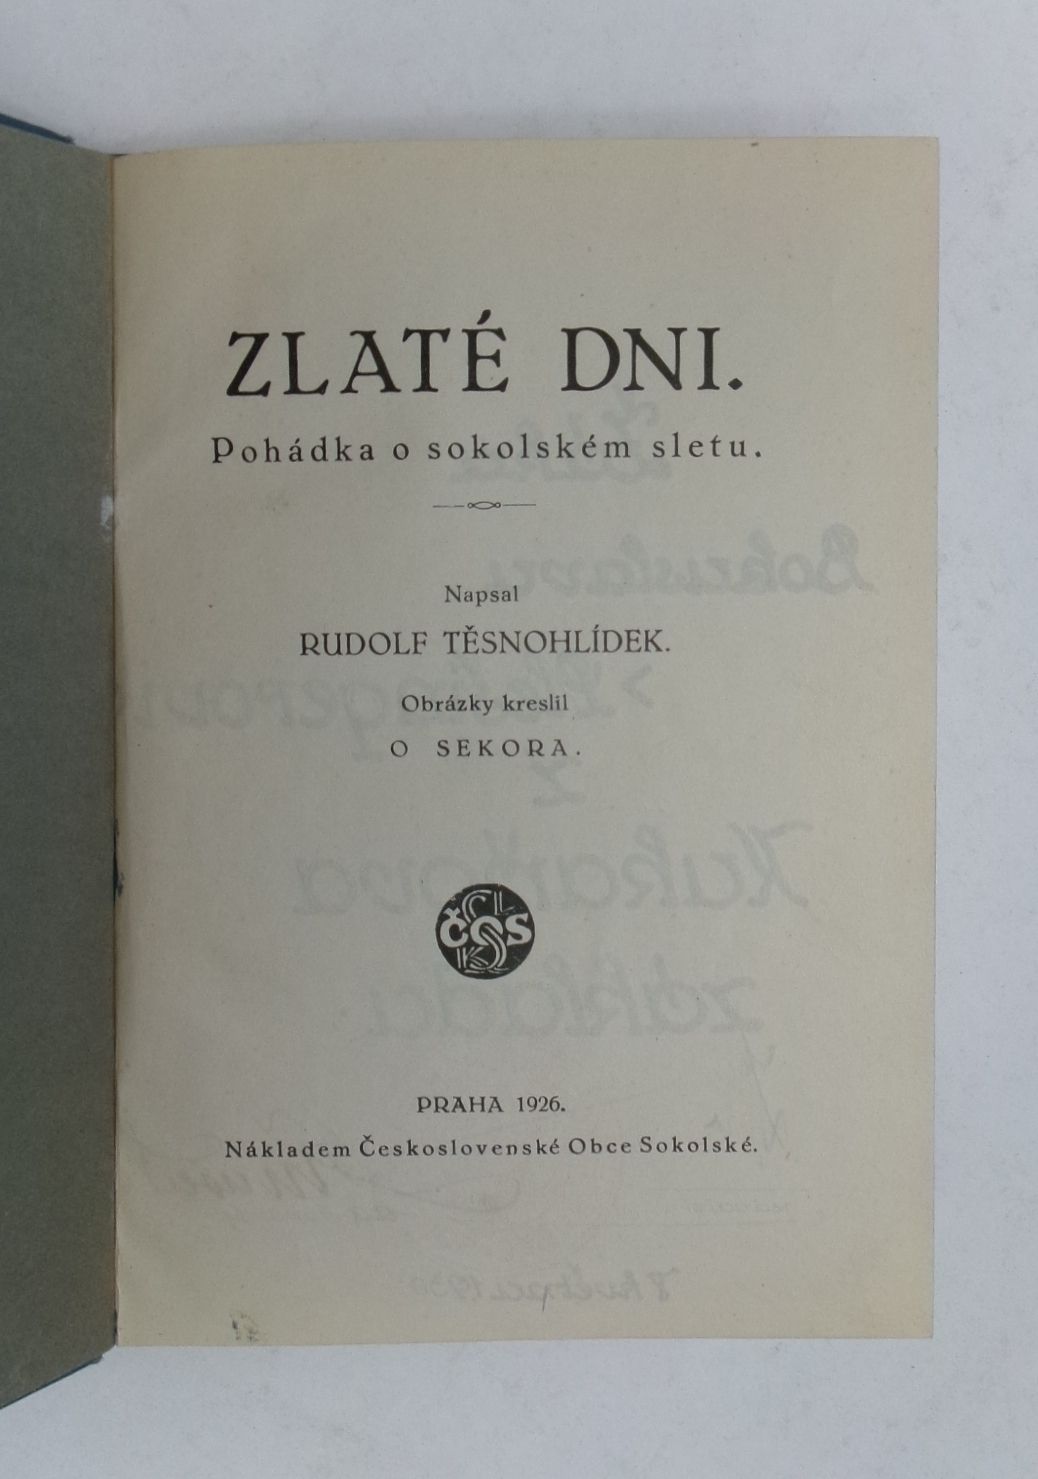 ZLATÉ DNI.
Pohádka o sokolském sletu.
Napsal
RUDOLF TĚSNOHLÍDEK.
Obrázky kreslil
O SEKORA.
ČOS
PRAHA 1926.
Nákladem Československé Obce Sokolské.